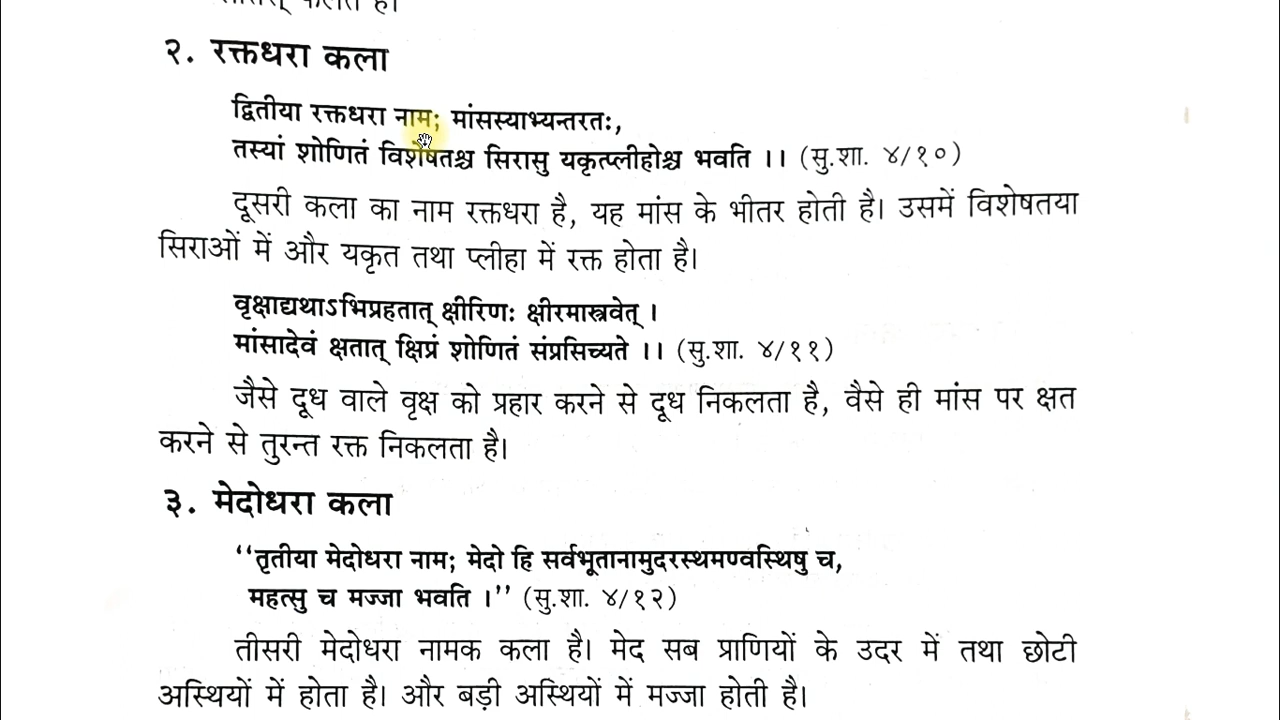 २. रक्तधरा कला
द्वितीया रक्तधरा नाम; मांसस्याभ्यन्तरतः,
तस्यां शोणितं विशेषतश्च सिरासु यकृत्प्लीहोश्च भवति ।। (सु.शा. ४/१०)
दूसरी कला का नाम रक्तधरा है, यह मांस के भीतर होती है। उसमें विशेषतया
सिराओं में और यकृत तथा प्लीहा में रक्त होता है।
वृक्षाद्यथाऽभिप्रहतात् क्षीरिणः क्षीरमास्रवेत् ।
मांसादेवं क्षतात् क्षिप्रं शोणितं संप्रसिच्यते ।। (सु.शा. ४/११)
जैसे दूध वाले वृक्ष को प्रहार करने से दूध निकलता है, वैसे ही मांस पर क्षत
करने से तुरन्त रक्त निकलता है।
३. मेदोधरा कला
‘‘तृतीया मेदोधरा नाम; मेदो हि सर्वभूतानामुदरस्थमण्वस्थिषु च,
महत्सु च मज्जा भवति ।’’ (सु.शा. ४/१२)
तीसरी मेदोधरा नामक कला है। मेद सब प्राणियों के उदर में तथा छोटी
अस्थियों में होता है। और बड़ी अस्थियों में मज्जा होती है।